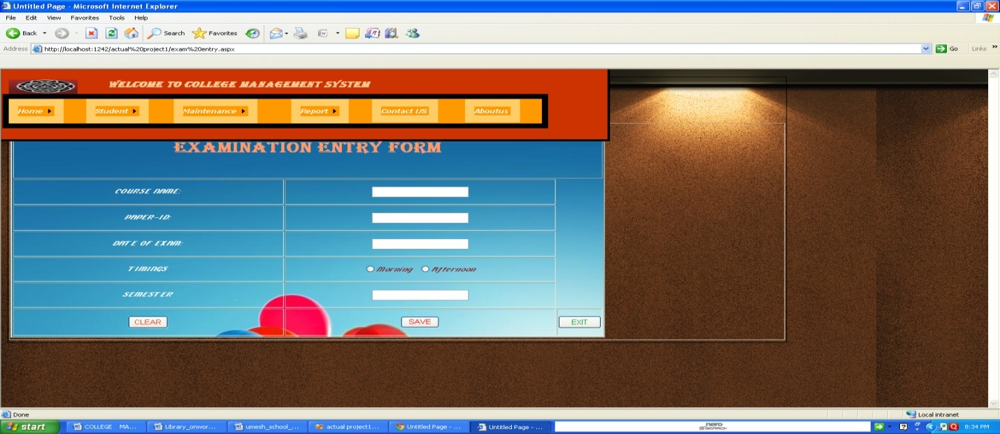 Untitled Page - Microsoft Internet Explorer
File Edit View Favorites Tools Help
Back Search Favorites
Address http://localhost:1242/actual%20project1/exam%20entry.aspx Go Links »
WELCOME TO COLLEGE MANAGEMENT SYSTEM
Home Student Maintenance Report Contact US Aboutus
EXAMINATION ENTRY FORM
COURSE NAME:
PAPER-ID:
DATE OF EXAM:
TIMINGS Morning Afternoon
SEMESTER
CLEAR SAVE EXIT
Done Local intranet
start COLLEGE MA... Library_onwor... umesh_school_... actual project1... Untitled Page - ... Untitled Page - ... nero SEARCH 8:34 PM